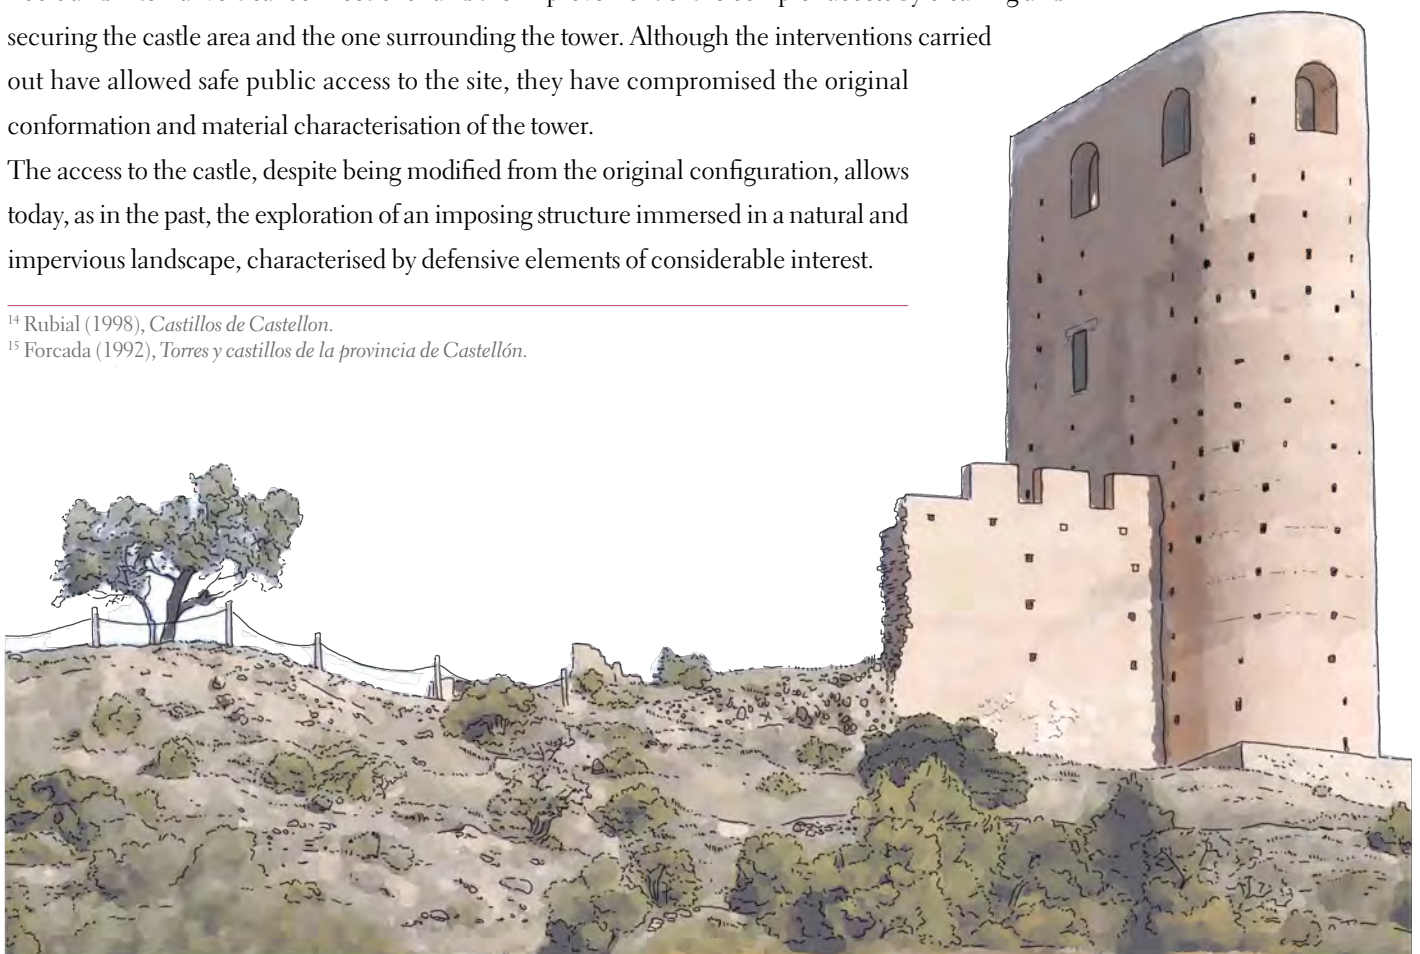 securing the castle area and the one surrounding the tower. Although the interventions carried
out have allowed safe public access to the site, they have compromised the original
conformation and material characterisation of the tower.
The access to the castle, despite being modified from the original configuration, allows
today, as in the past, the exploration of an imposing structure immersed in a natural and
impervious landscape, characterised by defensive elements of considerable interest.
14 Rubial (1998), Castillos de Castellon.
15 Forcada (1992), Torres y castillos de la provincia de Castellón.